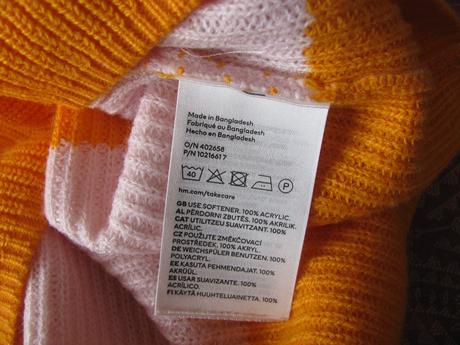 Made in Bangladesh
Fabriqué au Bangladesh
Hecho en Bangladesh
O/N 402658
P/N 10216617
40 P
hm.com/takecare
GB USE SOFTENER. 100% ACRYLIC.
AL PËRDORNI ZBUTËS. 100% AKRILIK.
CAT UTILITZEU SUAVITZANT. 100%
ACRÍLIC.
CZ POUŽIJTE ZMĚKČOVACÍ
PROSTŘEDEK. 100% AKRYL.
DE WEICHSPÜLER BENUTZEN. 100%
POLYACRYL.
EE KASUTA PEHMENDAJAT. 100%
AKRÜÜL.
ES USAR SUAVIZANTE. 100%
ACRÍLICO.
FI KÄYTÄ HUUHTELUAINETTA. 100%